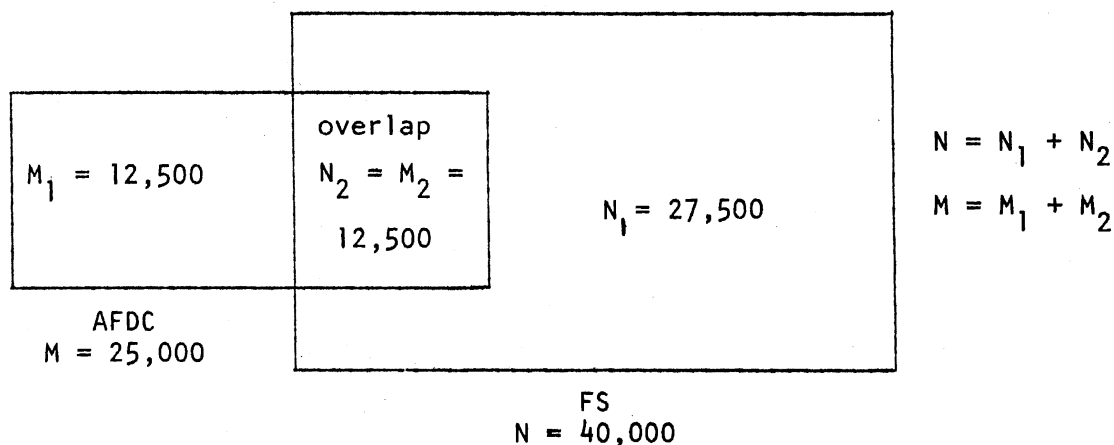 overlap
M₁ = 12,500
N₂ = M₂ =
12,500
N₁ = 27,500
N = N₁ + N₂
M = M₁ + M₂
AFDC
M = 25,000
FS
N = 40,000